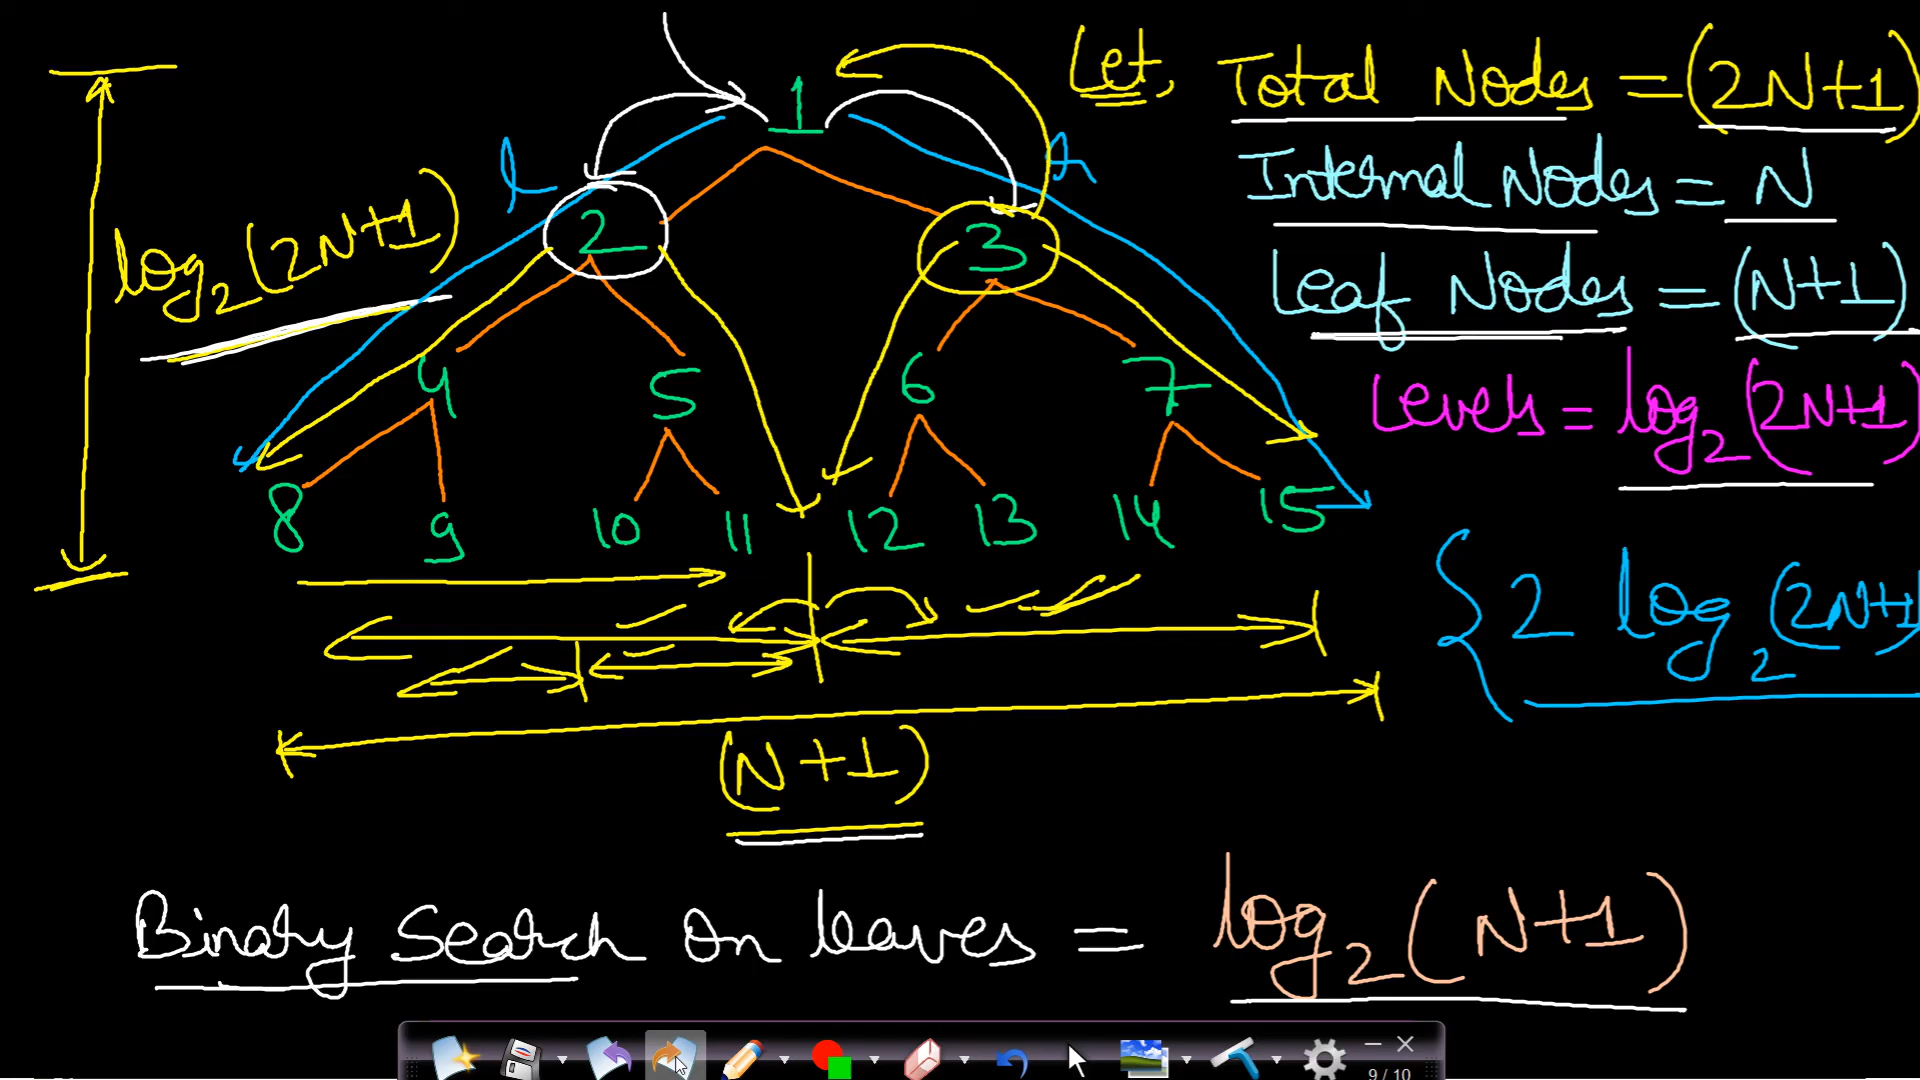 Let, Total Nodes = (2N+1)
Internal Nodes = N
Leaf Nodes = (N+1)
Levels = log2 (2N+1)
{ 2 log2 (2N+1
log2 (2N+1)
l
r
1
2 3
4 5 6 7
8 9 10 11 12 13 14 15
(N+1)
Binary Search on leaves = log2 (N+1)
9 / 10